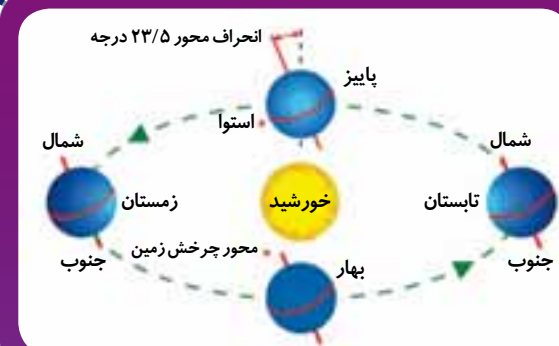 انحراف محور ۲۳/۵ درجه
پاییز
استوا
شمال
شمال
زمستان
خورشید
تابستان
جنوب
محور چرخش زمین
بهار
جنوب